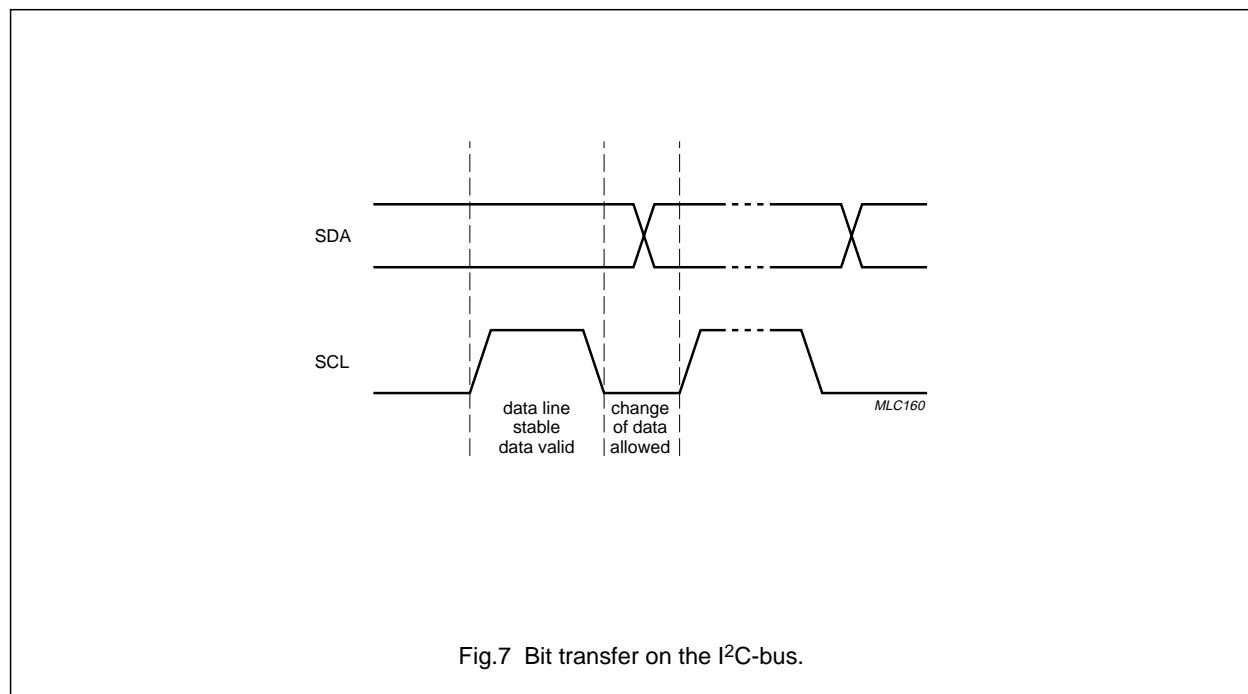 SDA
SCL
data line
stable
data valid
change
of data
allowed
MLC160
Fig.7 Bit transfer on the I²C-bus.